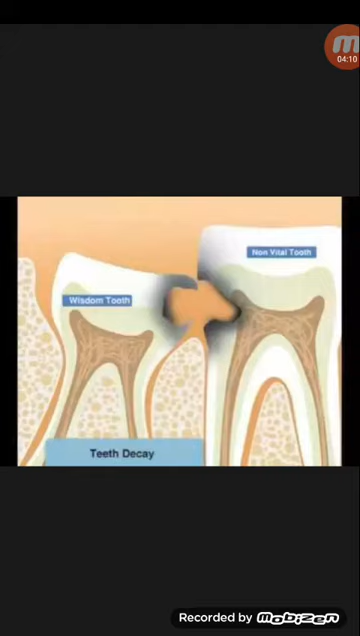 04:10
Non Vital Tooth
Wisdom Tooth
Teeth Decay
Recorded by Mobizen